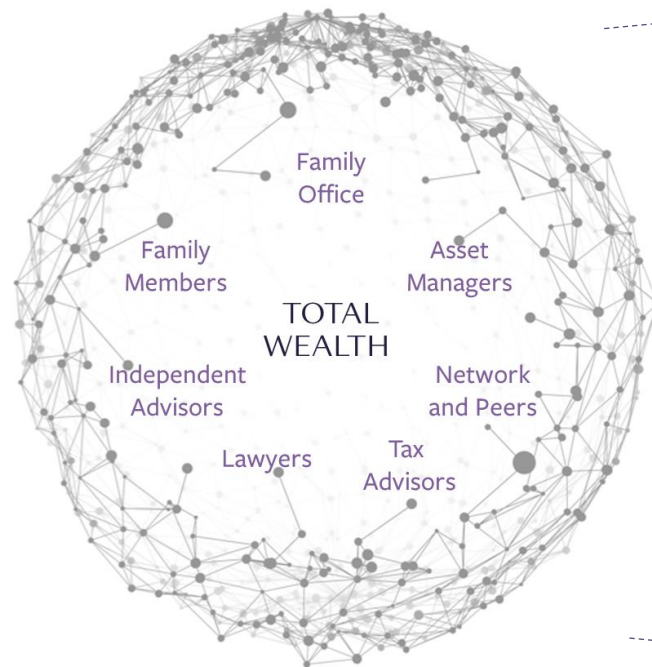 Family
Office
Family
Members
Asset
Managers
TOTAL
WEALTH
Independent
Advisors
Network
and Peers
Lawyers
Tax
Advisors